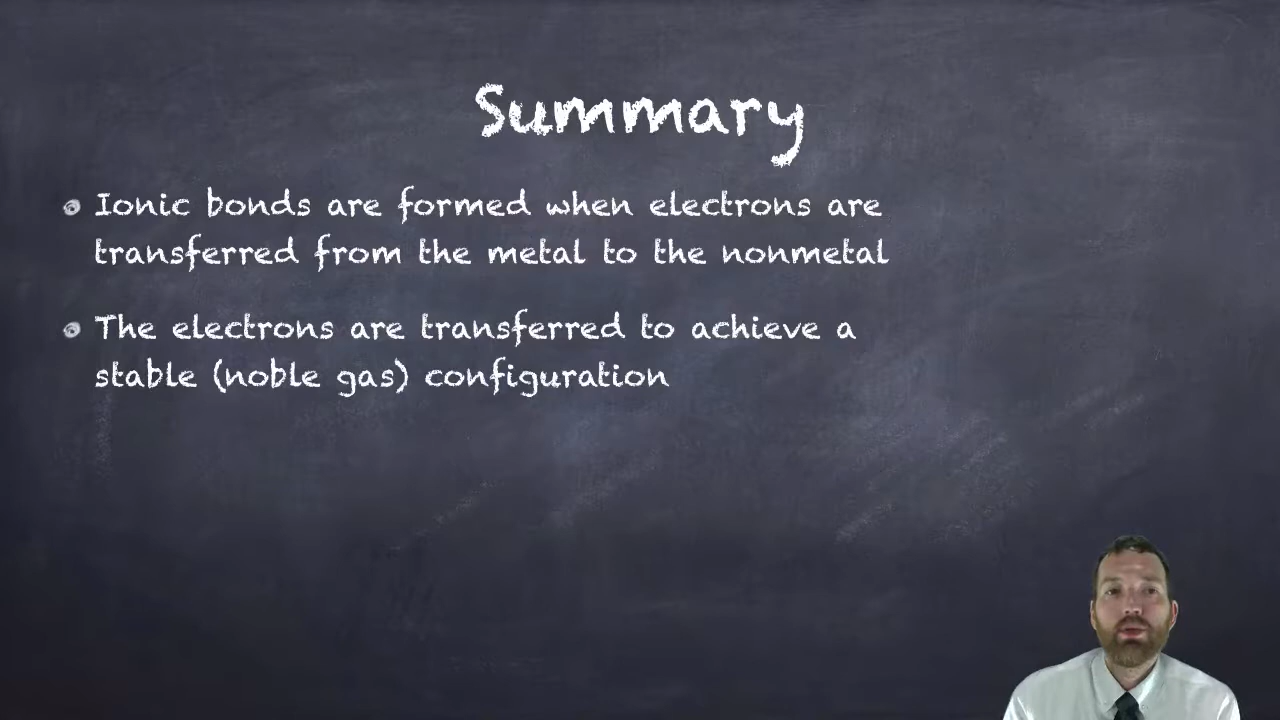 Summary
Ionic bonds are formed when electrons are
transferred from the metal to the nonmetal
The electrons are transferred to achieve a
stable (noble gas) configuration